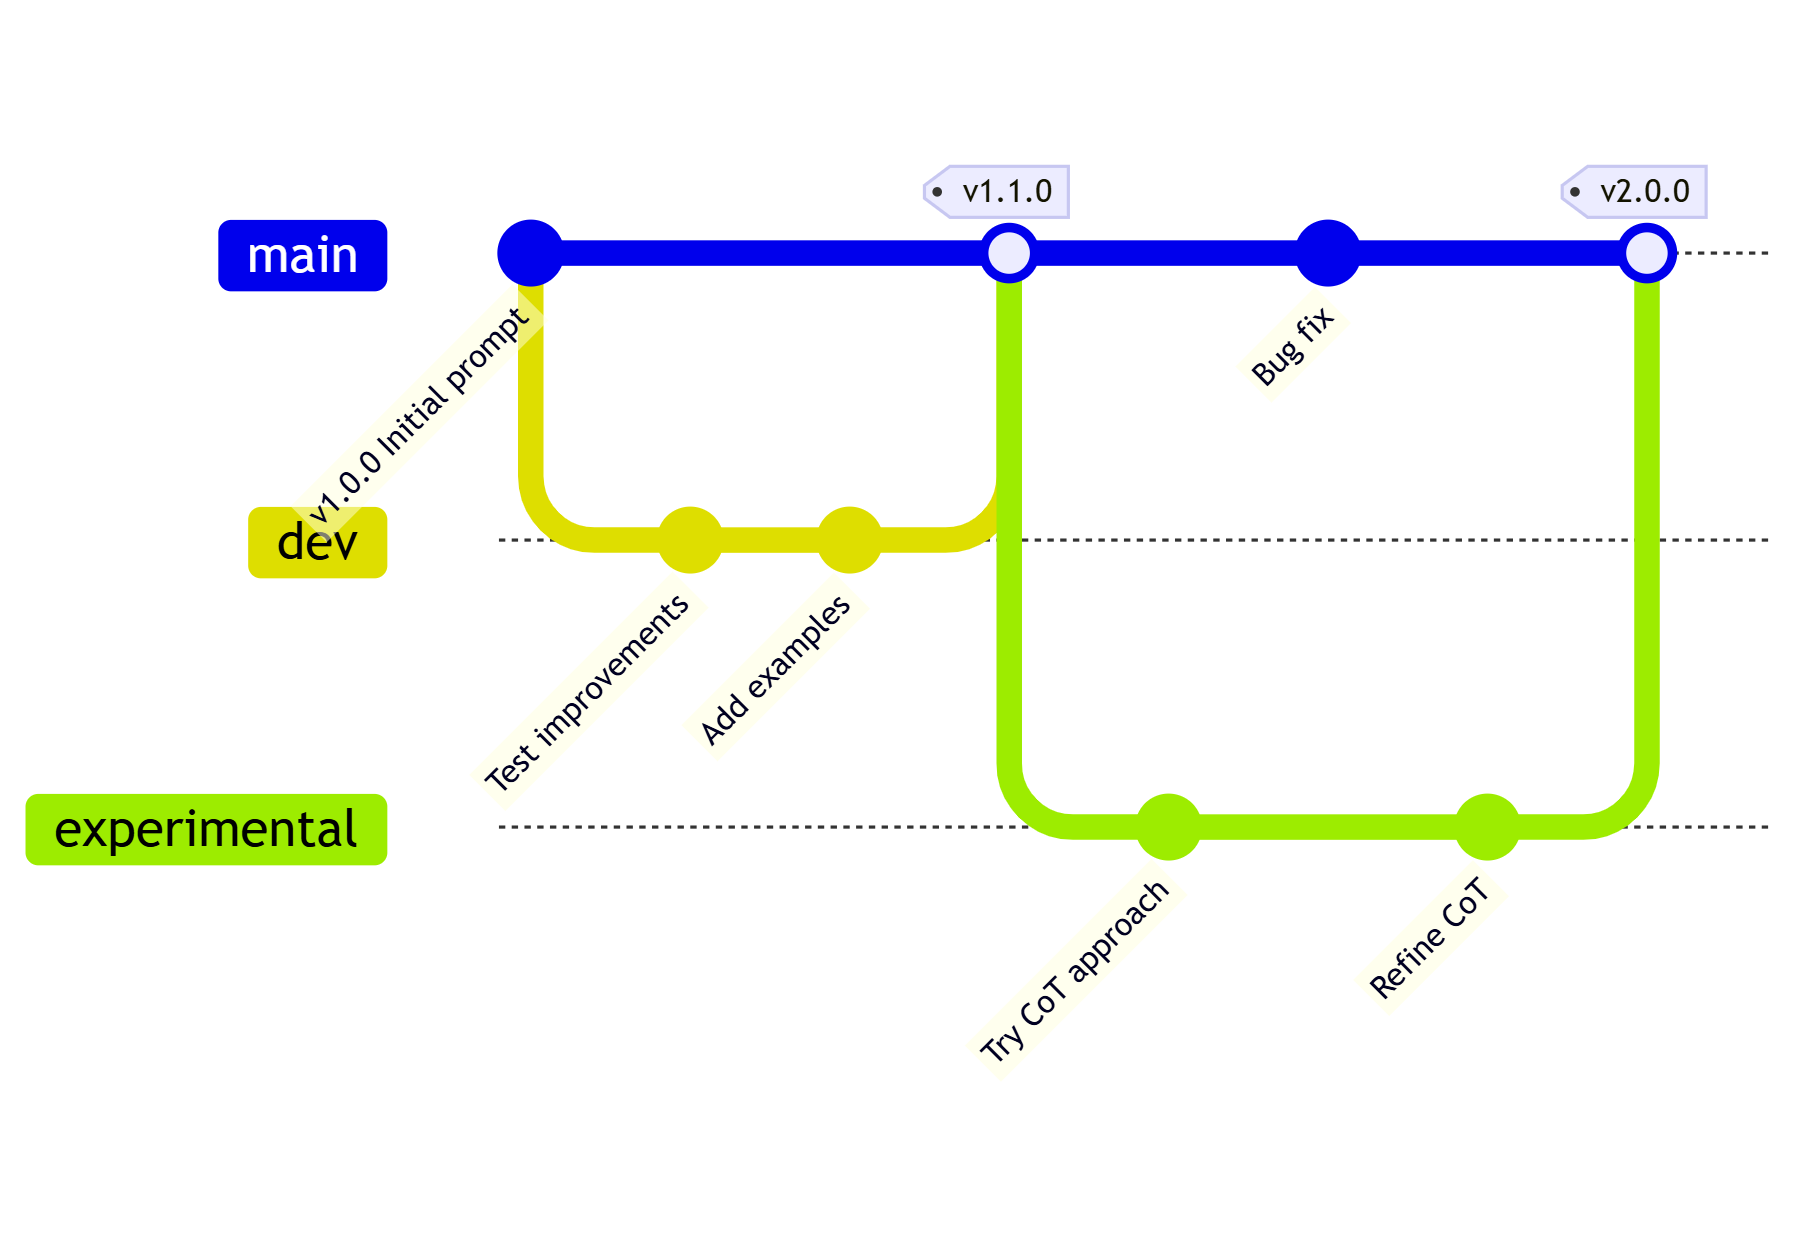 v1.1.0
v2.0.0
main
v1.0.0 Initial prompt
Bug fix
dev
Test improvements
Add examples
experimental
Try CoT approach
Refine CoT